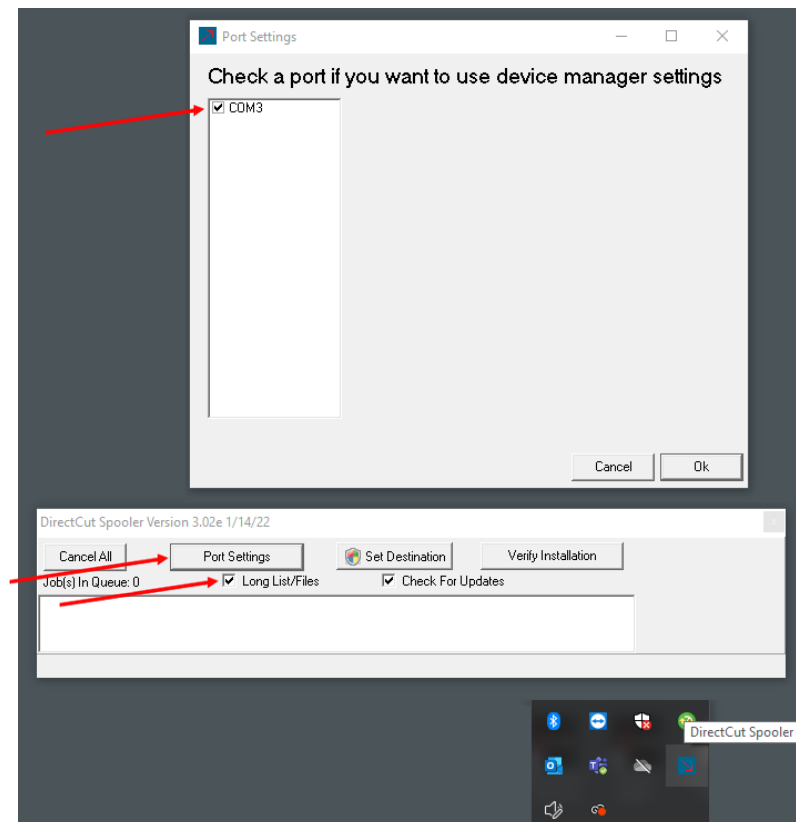 Port Settings
Check a port if you want to use device manager settings
COM3
Cancel Ok
DirectCut Spooler Version 3.02e 1/14/22
Cancel All Port Settings Set Destination Verify Installation
Job(s) In Queue: 0 Long List/Files Check For Updates
DirectCut Spooler